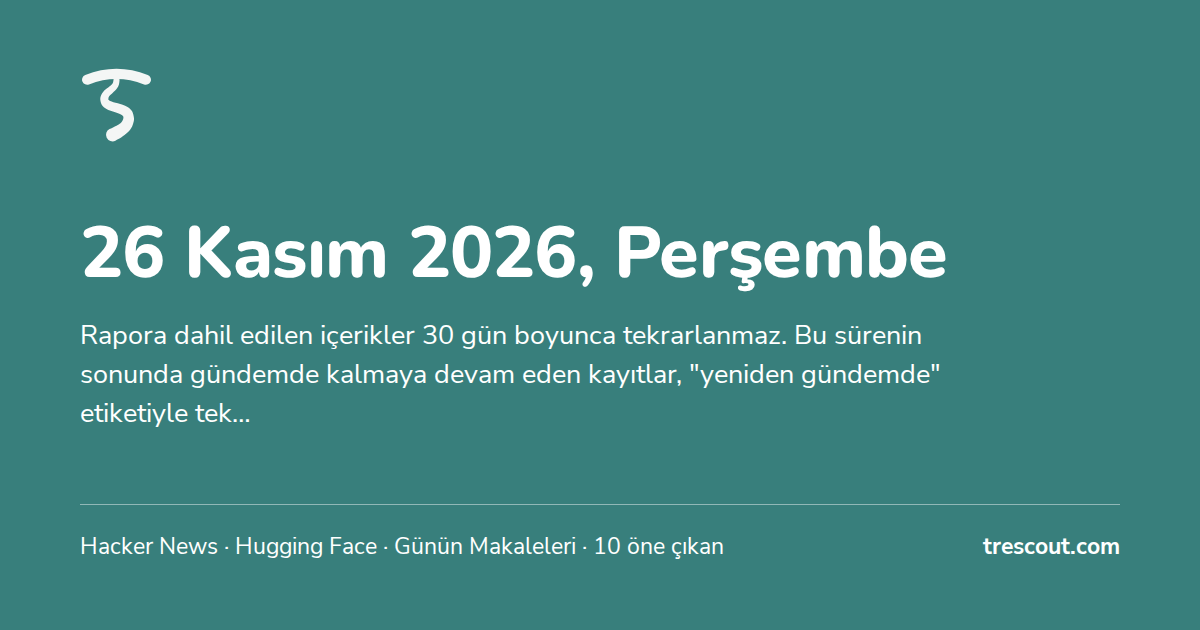 26 Kasım 2026, Perşembe
Rapora dahil edilen içerikler 30 gün boyunca tekrarlanmaz. Bu sürenin
sonunda gündemde kalmaya devam eden kayıtlar, "yeniden gündemde"
etiketiyle tek...
Hacker News · Hugging Face · Günün Makaleleri · 10 öne çıkan
trescout.com